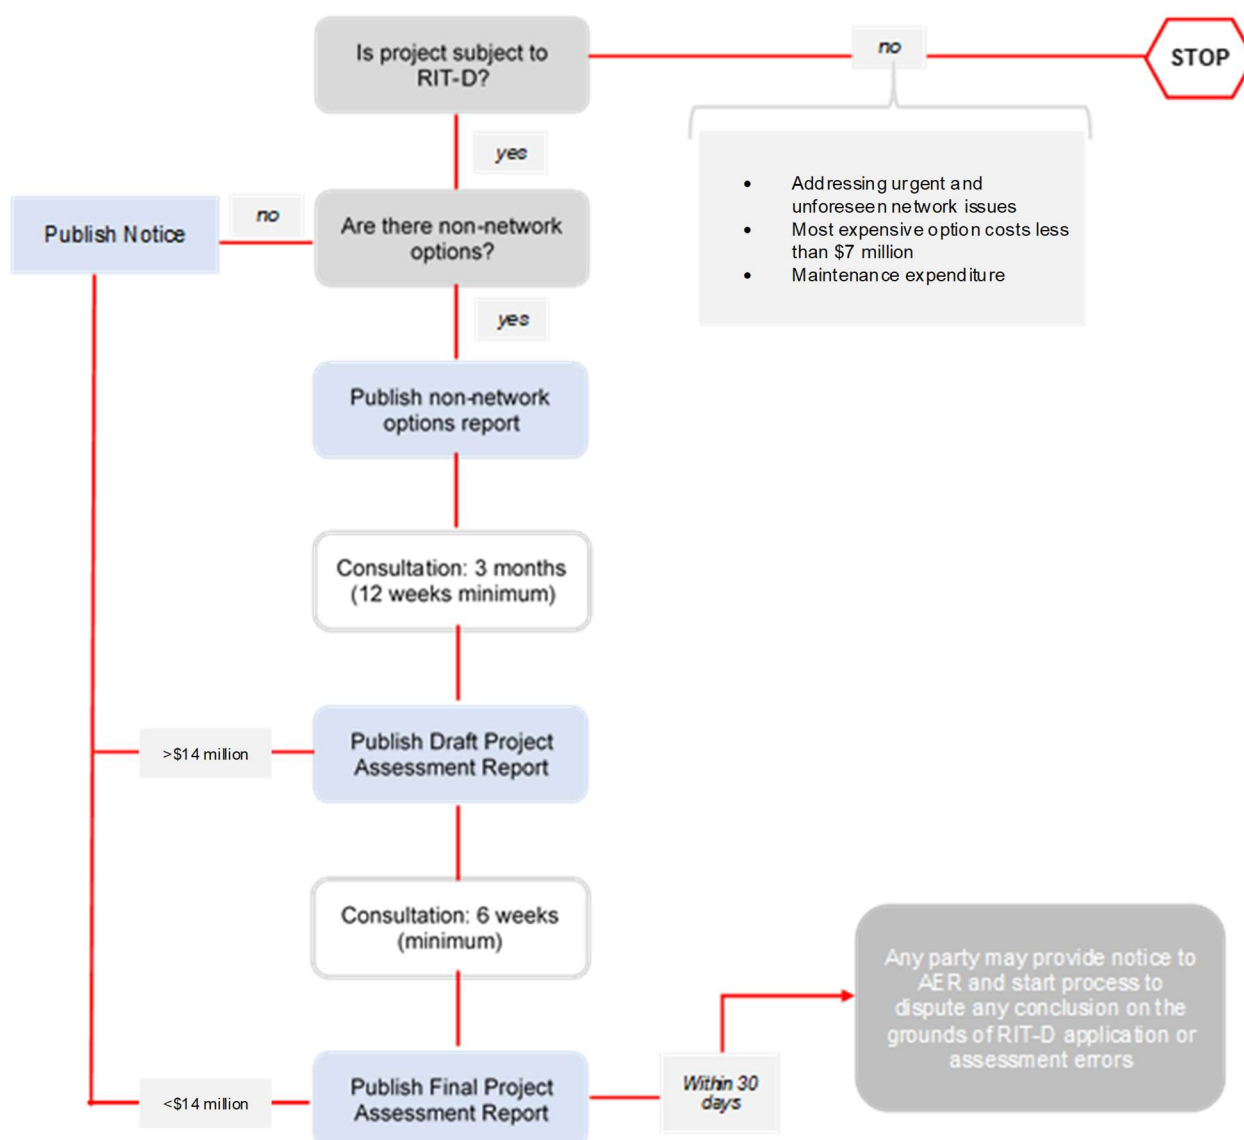 Is project subject to
RIT-D?
no
STOP
yes
• Addressing urgent and
unforeseen network issues
• Most expensive option costs less
than $7 million
• Maintenance expenditure
Publish Notice
no
Are there non-network
options?
yes
Publish non-network
options report
Consultation: 3 months
(12 weeks minimum)
>$14 million
Publish Draft Project
Assessment Report
Consultation: 6 weeks
(minimum)
Any party may provide notice to
AER and start process to
dispute any conclusion on the
grounds of RIT-D application or
assessment errors
<$14 million
Publish Final Project
Assessment Report
Within 30
days